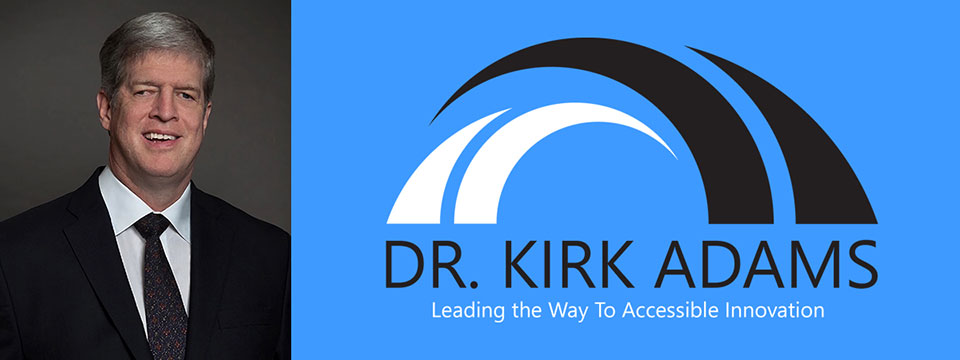 DR. KIRK ADAMS
Leading the Way To Accessible Innovation